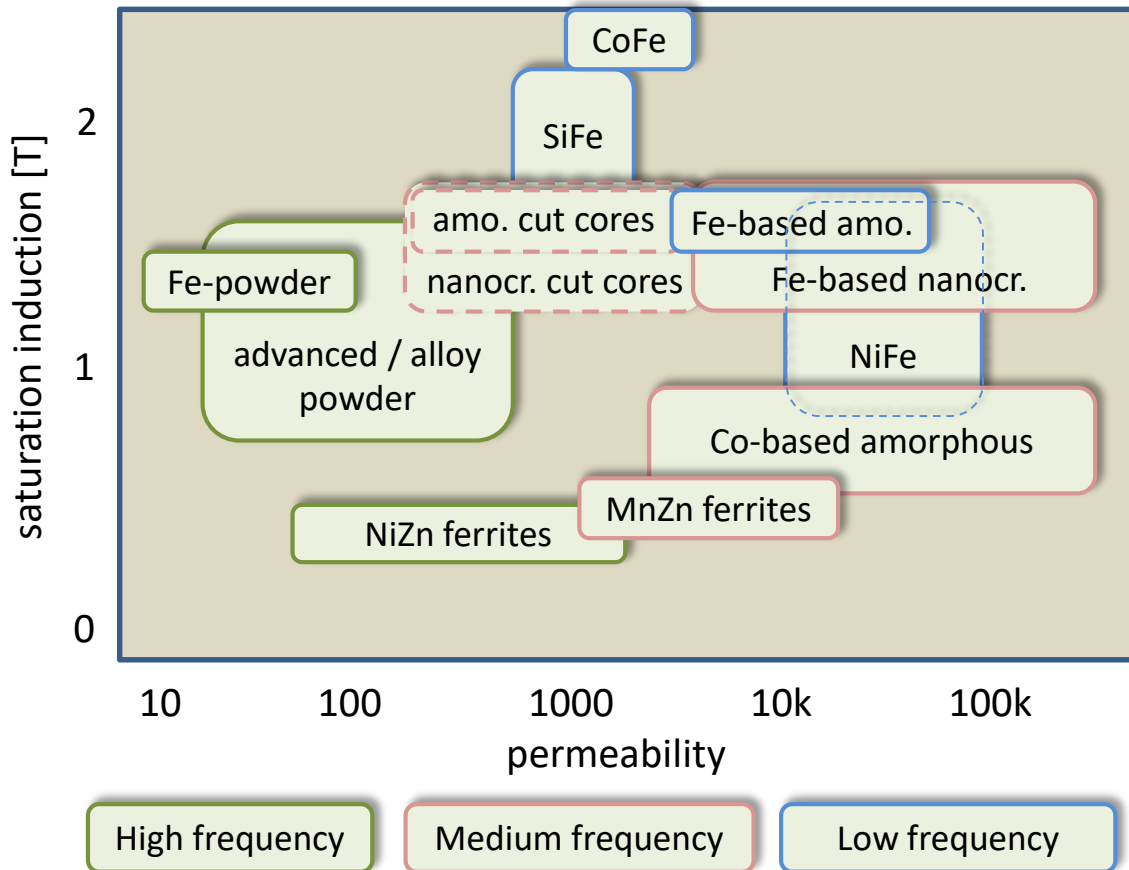 CoFe
2
SiFe
saturation induction [T]
amo. cut cores
Fe-based amo.
Fe-powder
nanocr. cut cores
Fe-based nanocr.
1
advanced / alloy
powder
NiFe
Co-based amorphous
MnZn ferrites
NiZn ferrites
0
10 100 1000 10k 100k
permeability
High frequency
Medium frequency
Low frequency